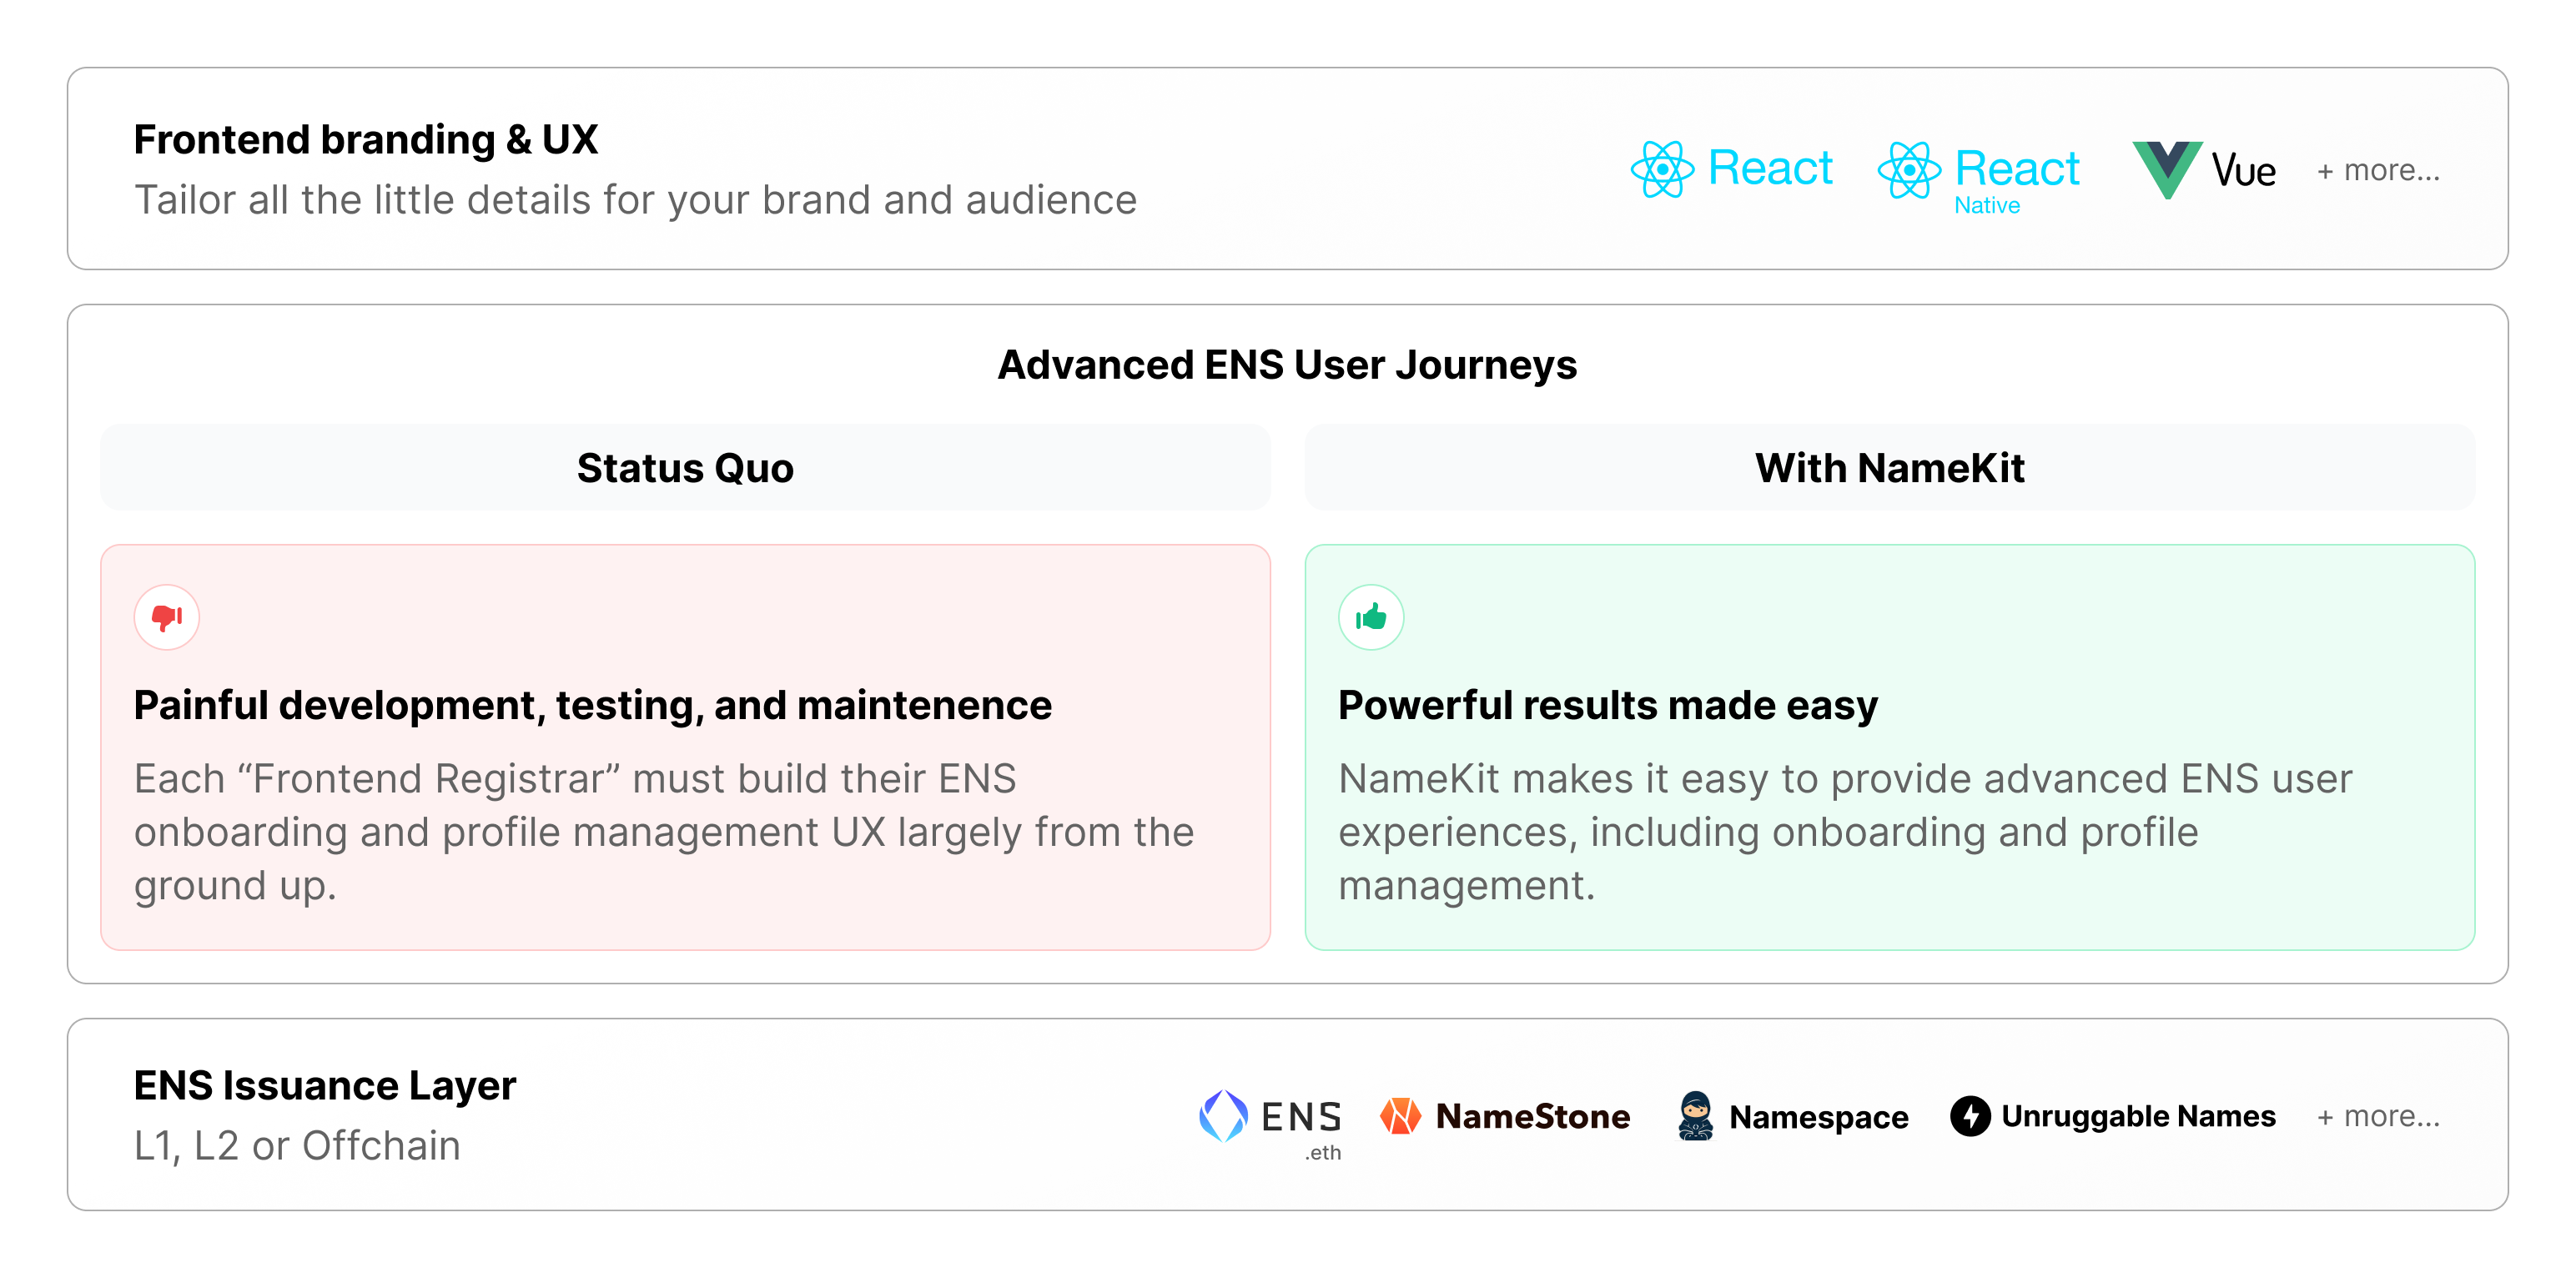 Frontend branding & UX
Tailor all the little details for your brand and audience
React
React
Native
Vue
+ more...
Advanced ENS User Journeys
Status Quo
With NameKit
Painful development, testing, and maintenence
Each “Frontend Registrar” must build their ENS
onboarding and profile management UX largely from the
ground up.
Powerful results made easy
NameKit makes it easy to provide advanced ENS user
experiences, including onboarding and profile
management.
ENS Issuance Layer
L1, L2 or Offchain
ENS
.eth
NameStone
Namespace
Unruggable Names
+ more...